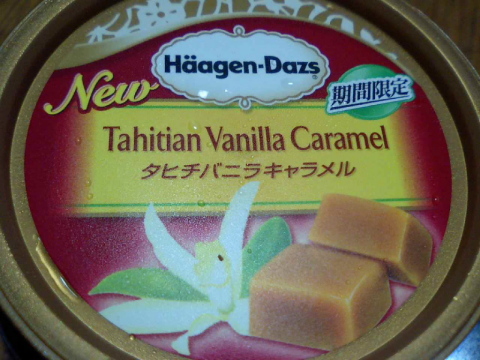 Häagen-Dazs
New
期間限定
Tahitian Vanilla Caramel
タヒチバニラキャラメル